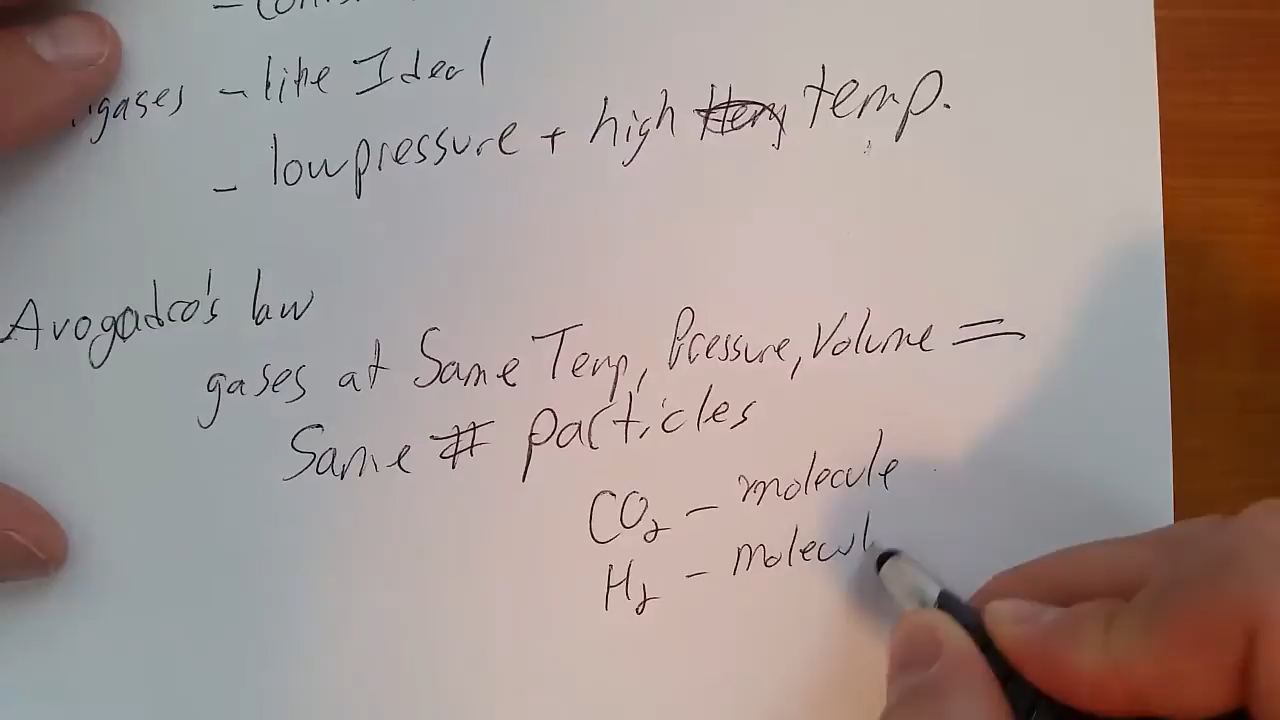 gases - like Ideal
- low pressure + high temp.
Avogadro's law
gases at Same Temp, Pressure, Volume =
Same # particles
CO2 - molecule
H2 - molecul